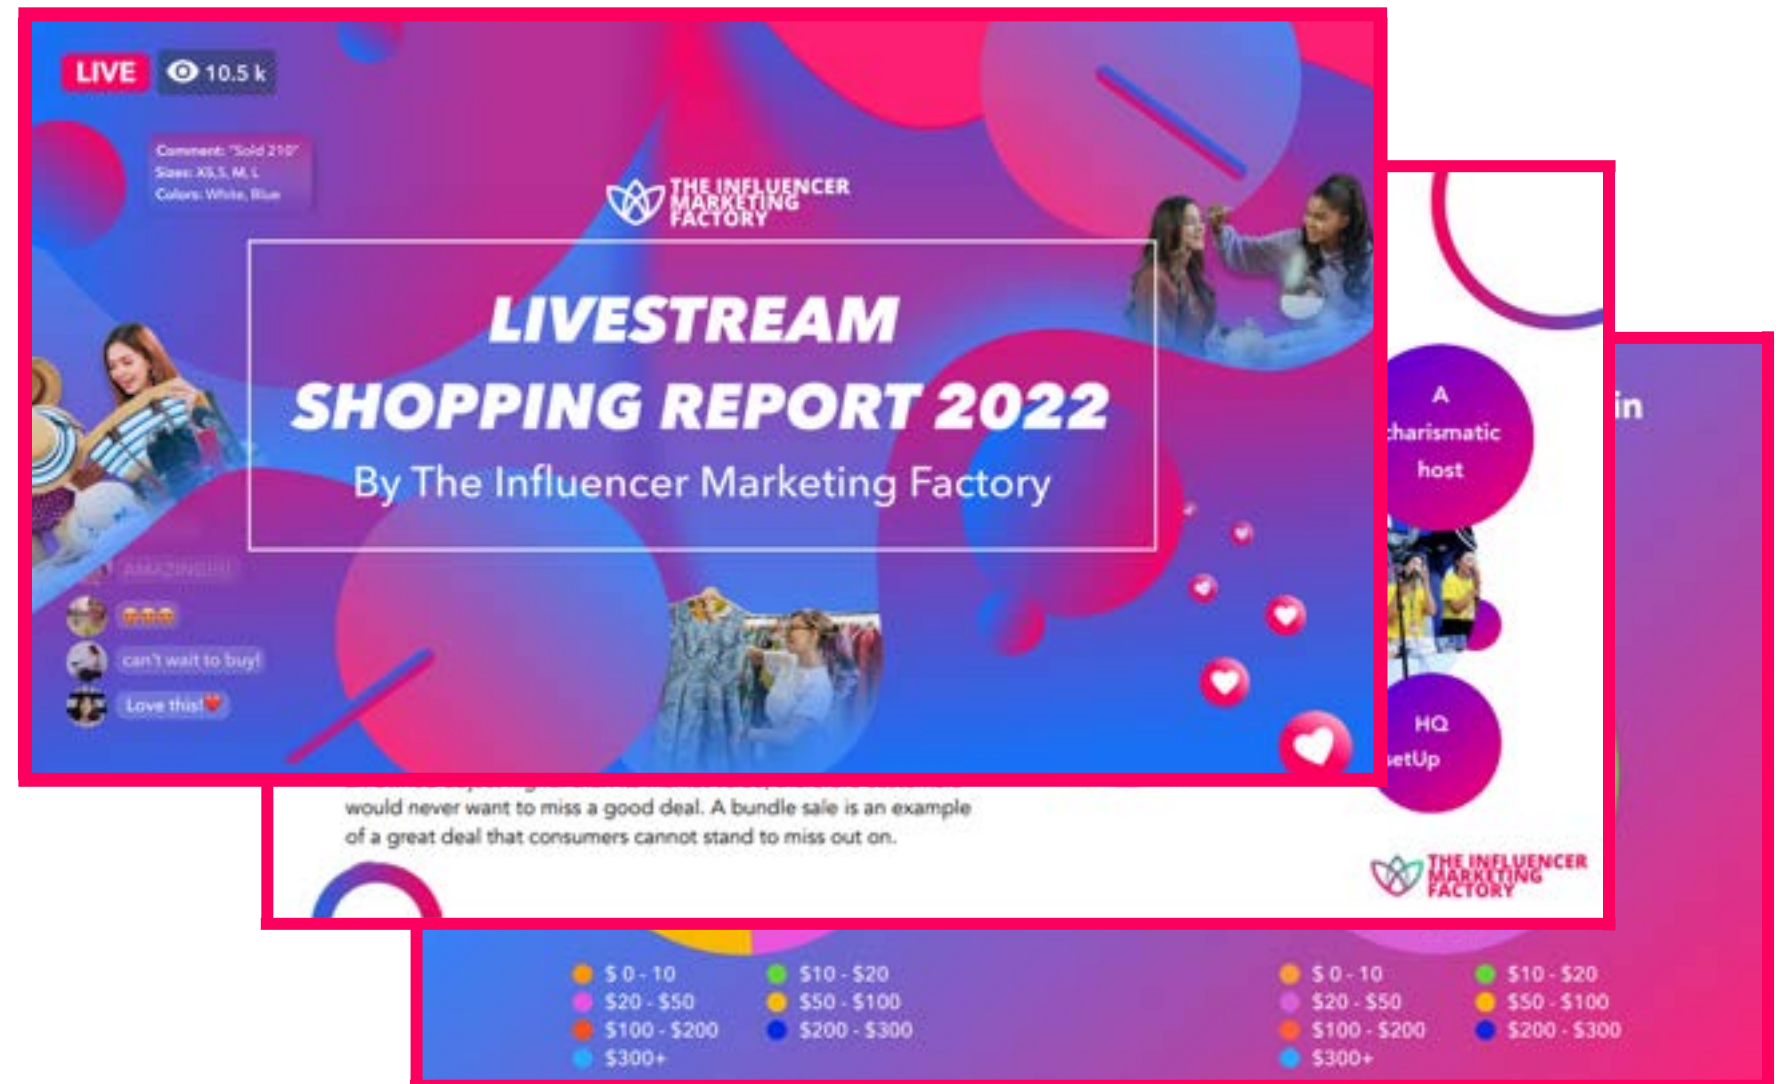 LIVE
10.5 k
Comment: "Sold 210"
Sizes: XS,S, M, L
Colors: White, Blue
THE INFLUENCER
MARKETING
FACTORY
LIVESTREAM
SHOPPING REPORT 2022
By The Influencer Marketing Factory
can't wait to buy!
Love this!
A
charismatic
host
HQ
setUp
in
would never want to miss a good deal. A bundle sale is an example
of a great deal that consumers cannot stand to miss out on.
THE INFLUENCER
MARKETING
FACTORY
$ 0 - 10
$10 - $20
$20 - $50
$50 - $100
$100 - $200
$200 - $300
$300+
$ 0 - 10
$10 - $20
$20 - $50
$50 - $100
$100 - $200
$200 - $300
$300+